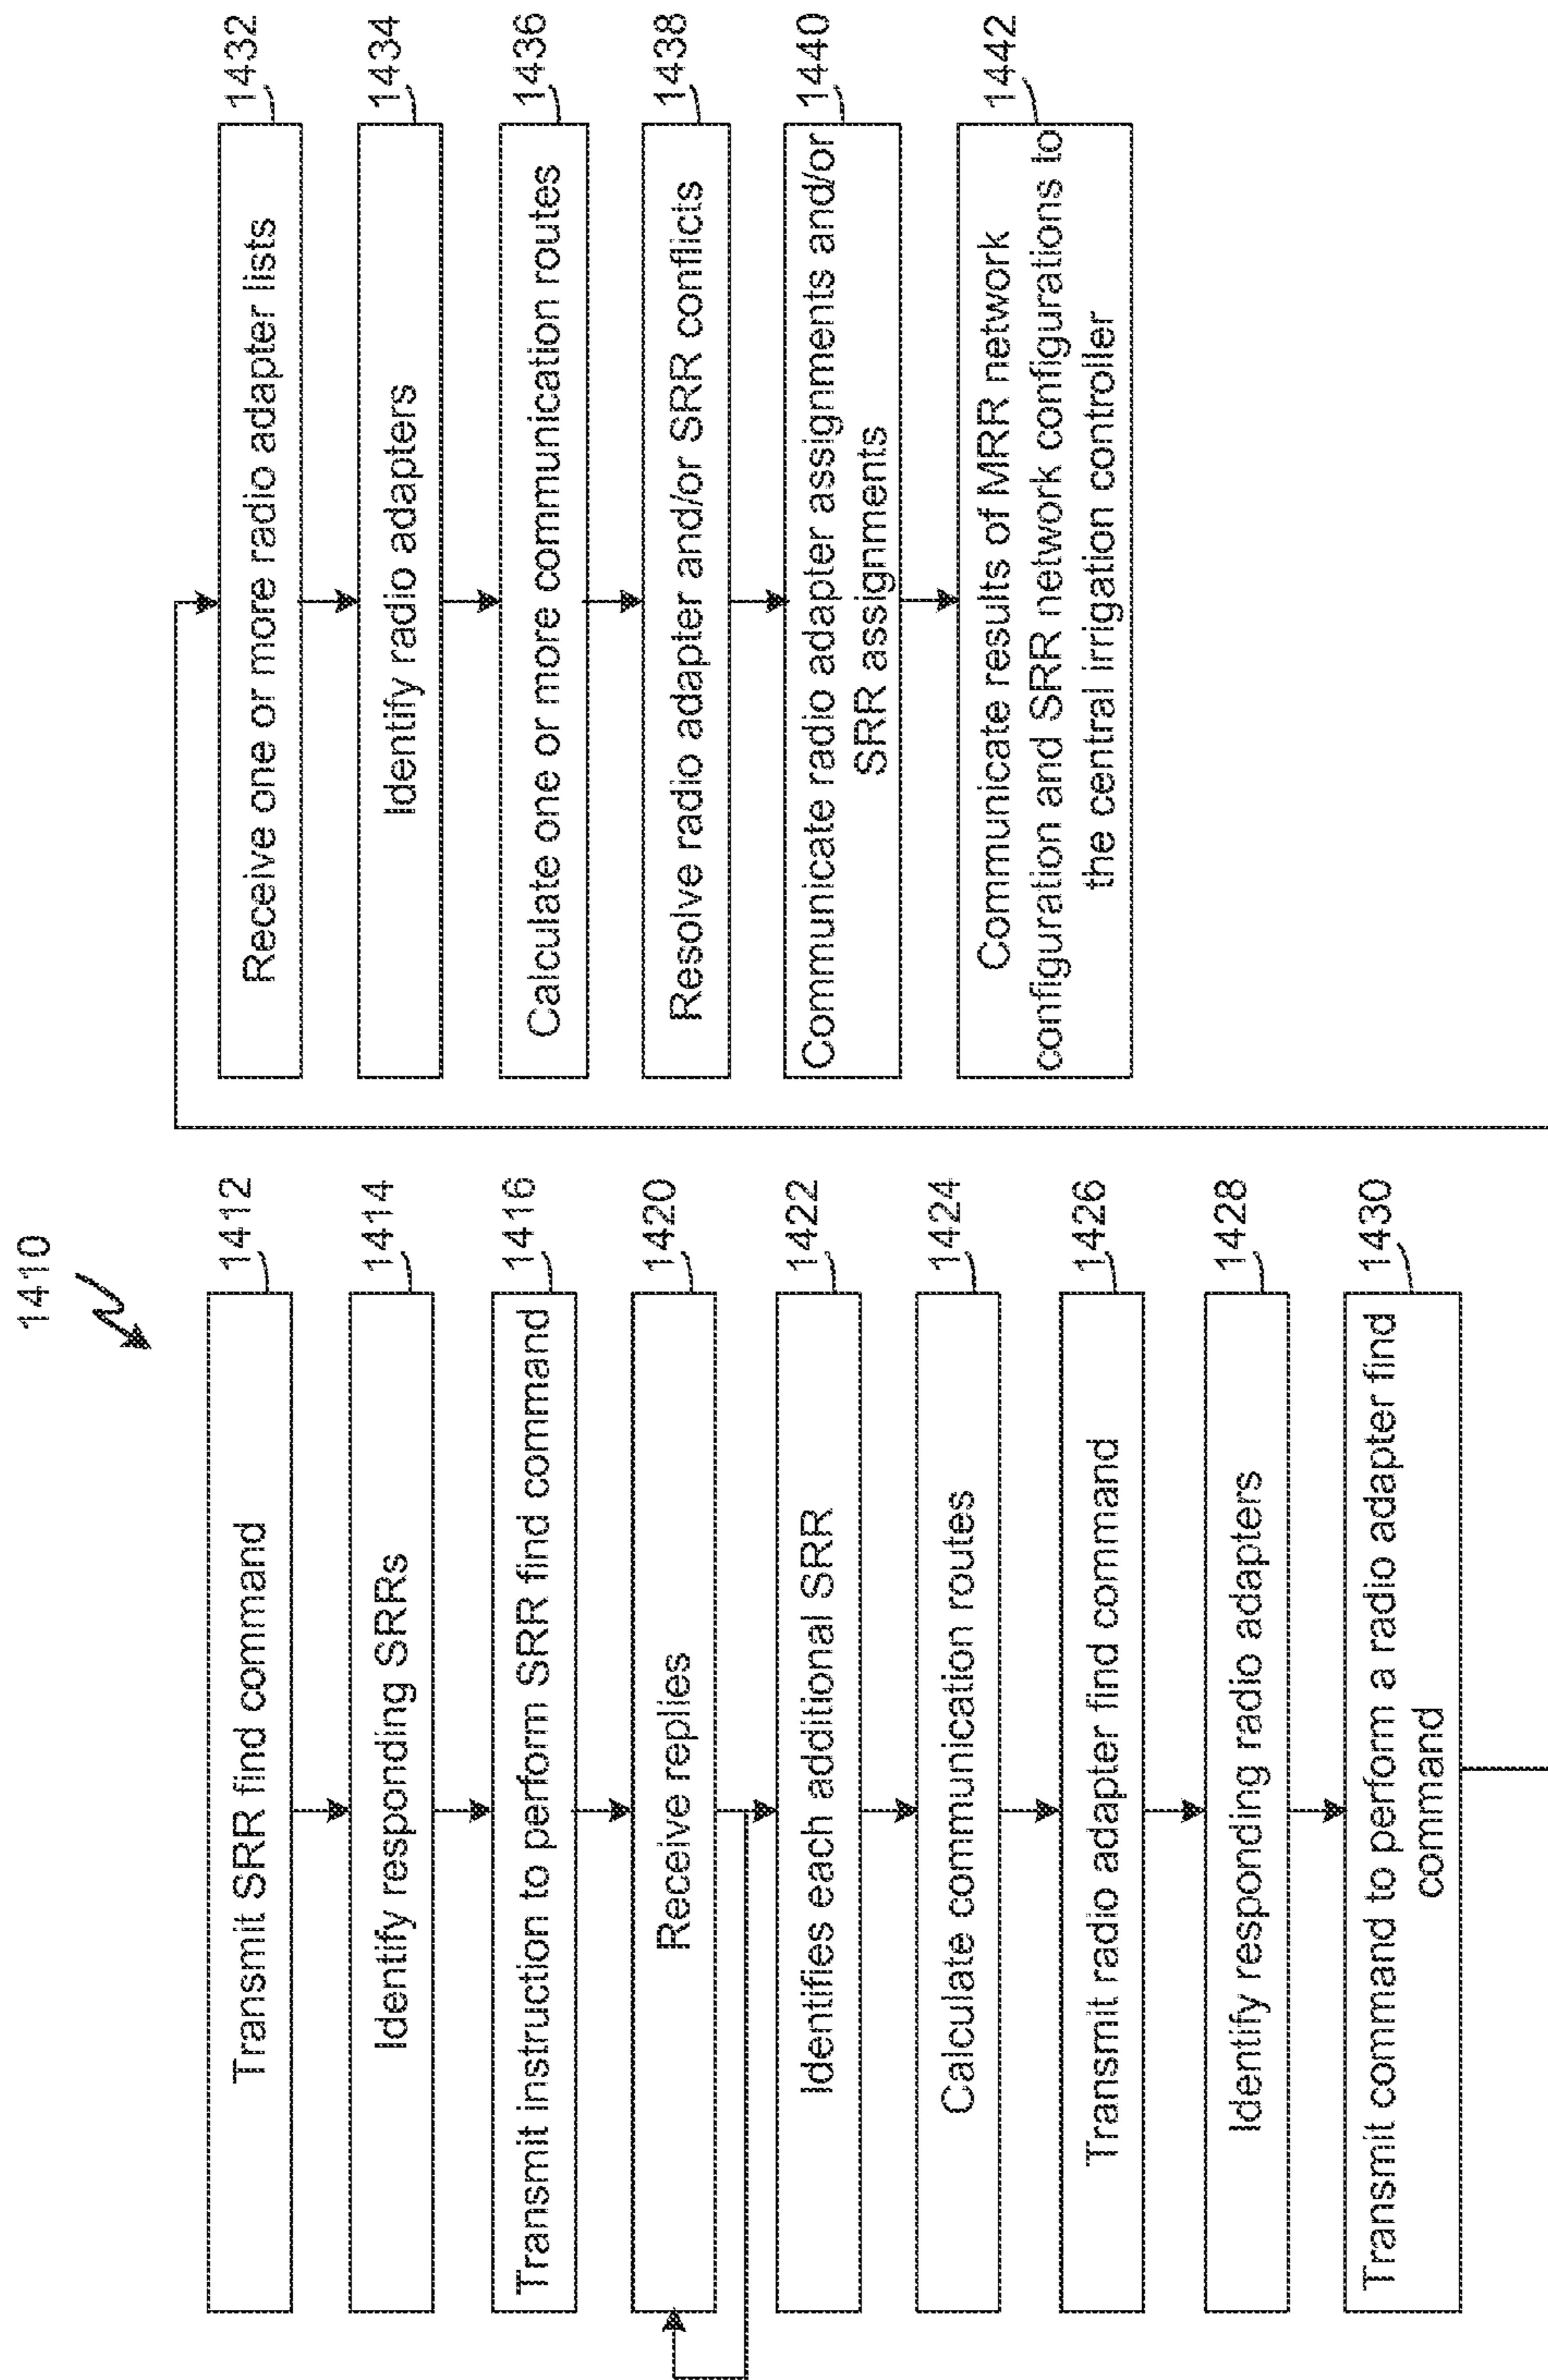 1410
Transmit SRR find command
1412
Identify responding SRRs
1414
Transmit instruction to perform SRR find command
1416
Receive replies
1420
Identifies each additional SRR
1422
Calculate communication routes
1424
Transmit radio adapter find command
1426
Identify responding radio adapters
1428
Transmit command to perform a radio adapter find
command
1430
Receive one or more radio adapter lists
1432
Identify radio adapters
1434
Calculate one or more communication routes
1436
Resolve radio adapter and/or SRR conflicts
1438
Communicate radio adapter assignments and/or
SRR assignments
1440
Communicate results of MRR network
configuration and SRR network configurations to
the central irrigation controller
1442